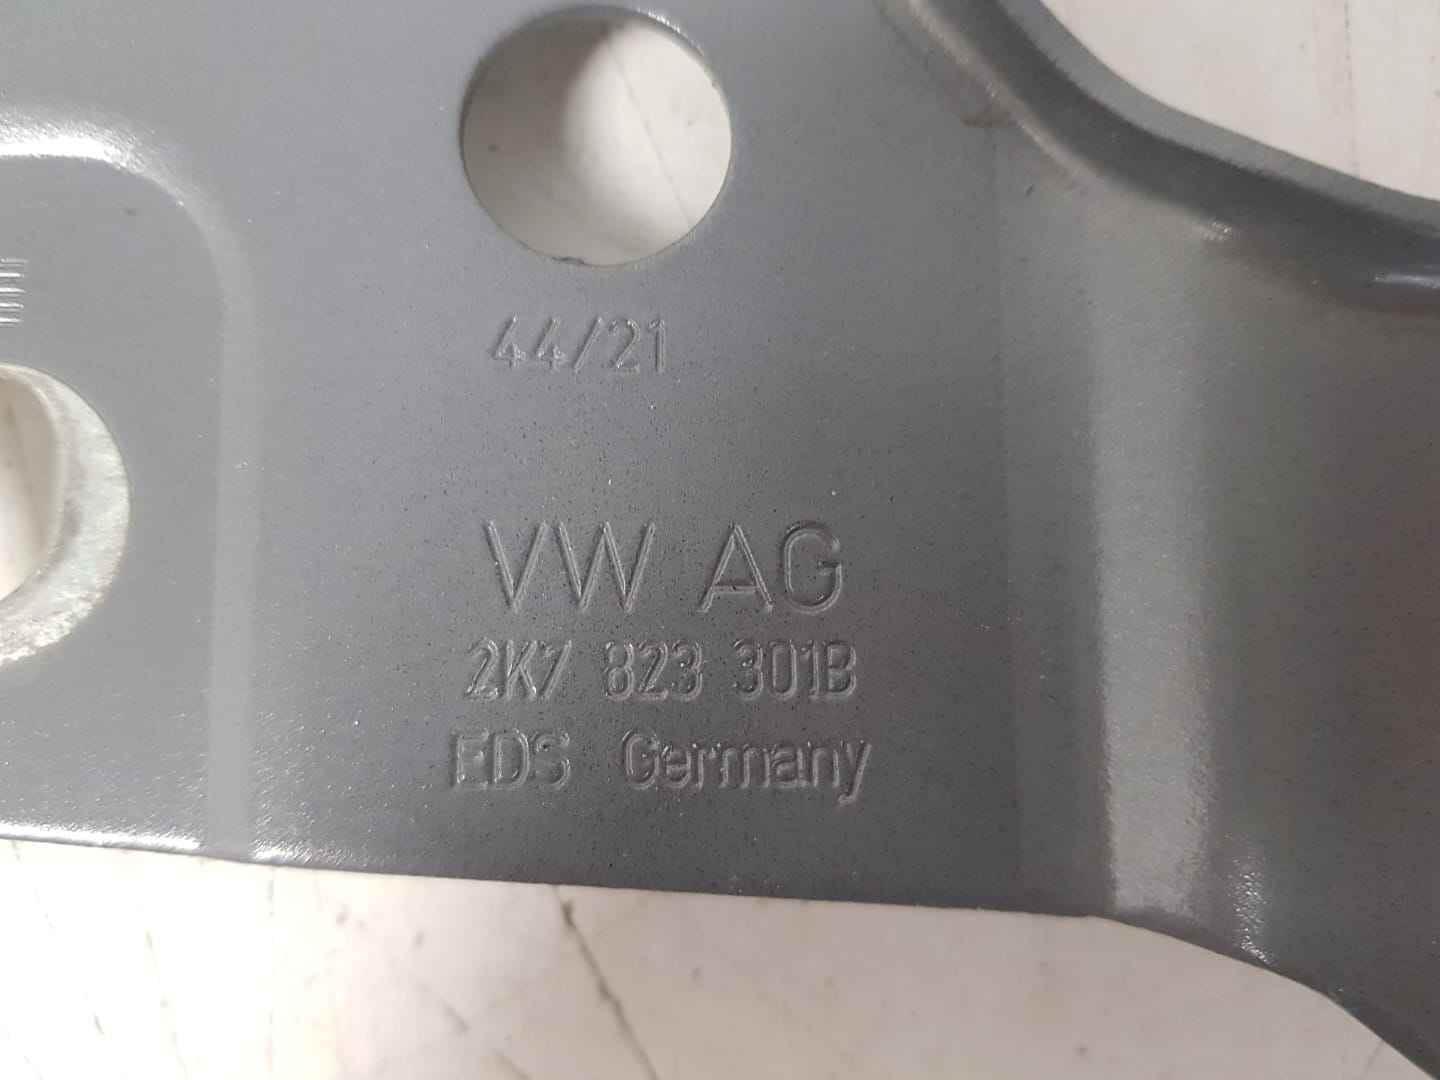 44/21
VW AG
2K7 823 301B
EDS Germany